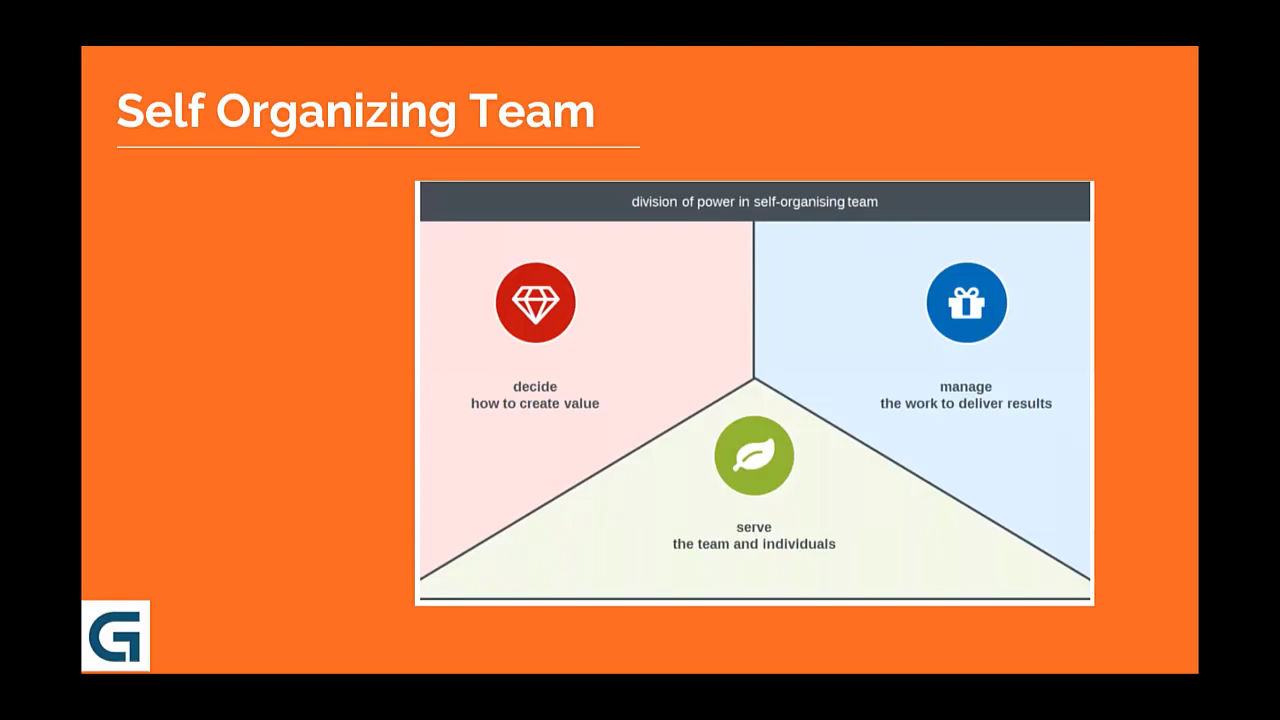 Self Organizing Team
division of power in self-organising team
decide
how to create value
manage
the work to deliver results
serve
the team and individuals
G